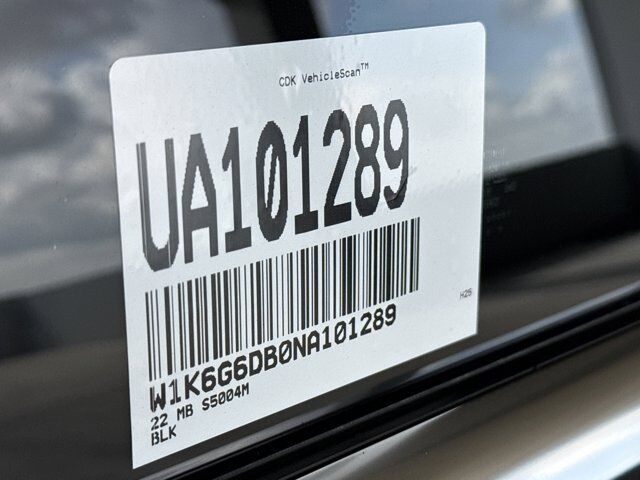 CDK VehicleScan™
UA101289
W1K6G6DB0NA101289
22 MB S5004M
BLK
H25